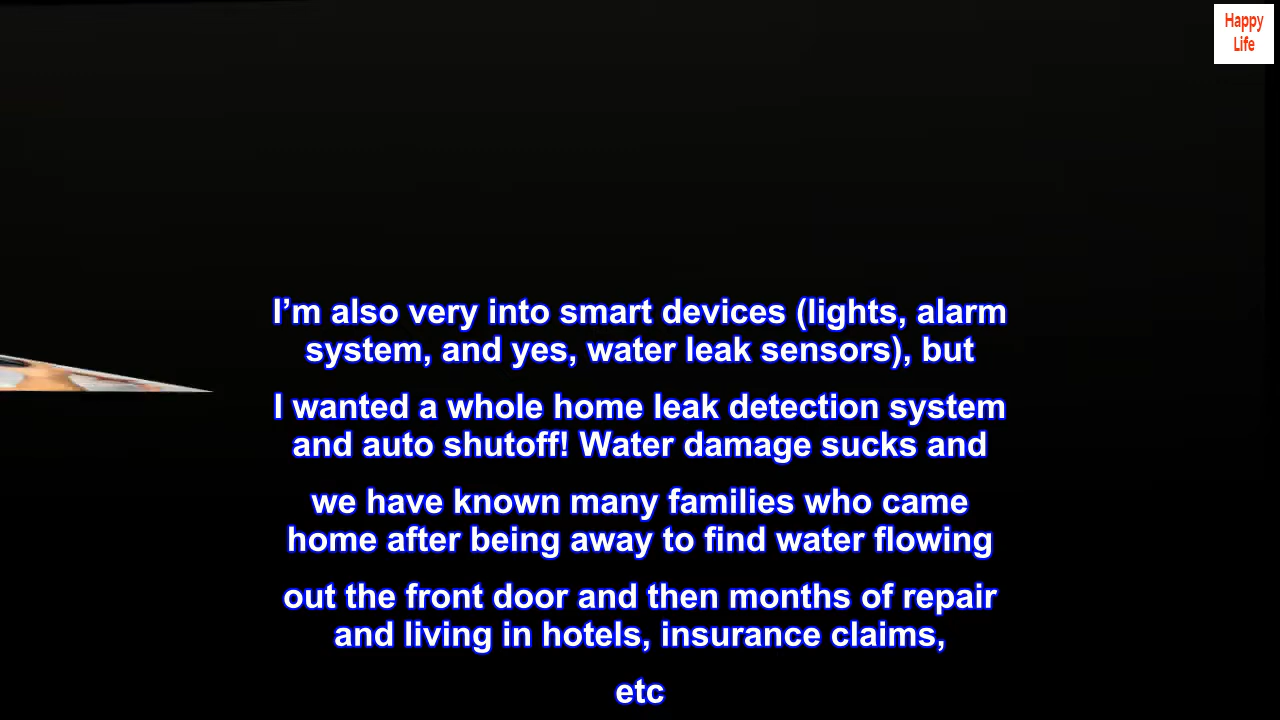 Happy
Life
I’m also very into smart devices (lights, alarm
system, and yes, water leak sensors), but
I wanted a whole home leak detection system
and auto shutoff! Water damage sucks and
we have known many families who came
home after being away to find water flowing
out the front door and then months of repair
and living in hotels, insurance claims,
etc